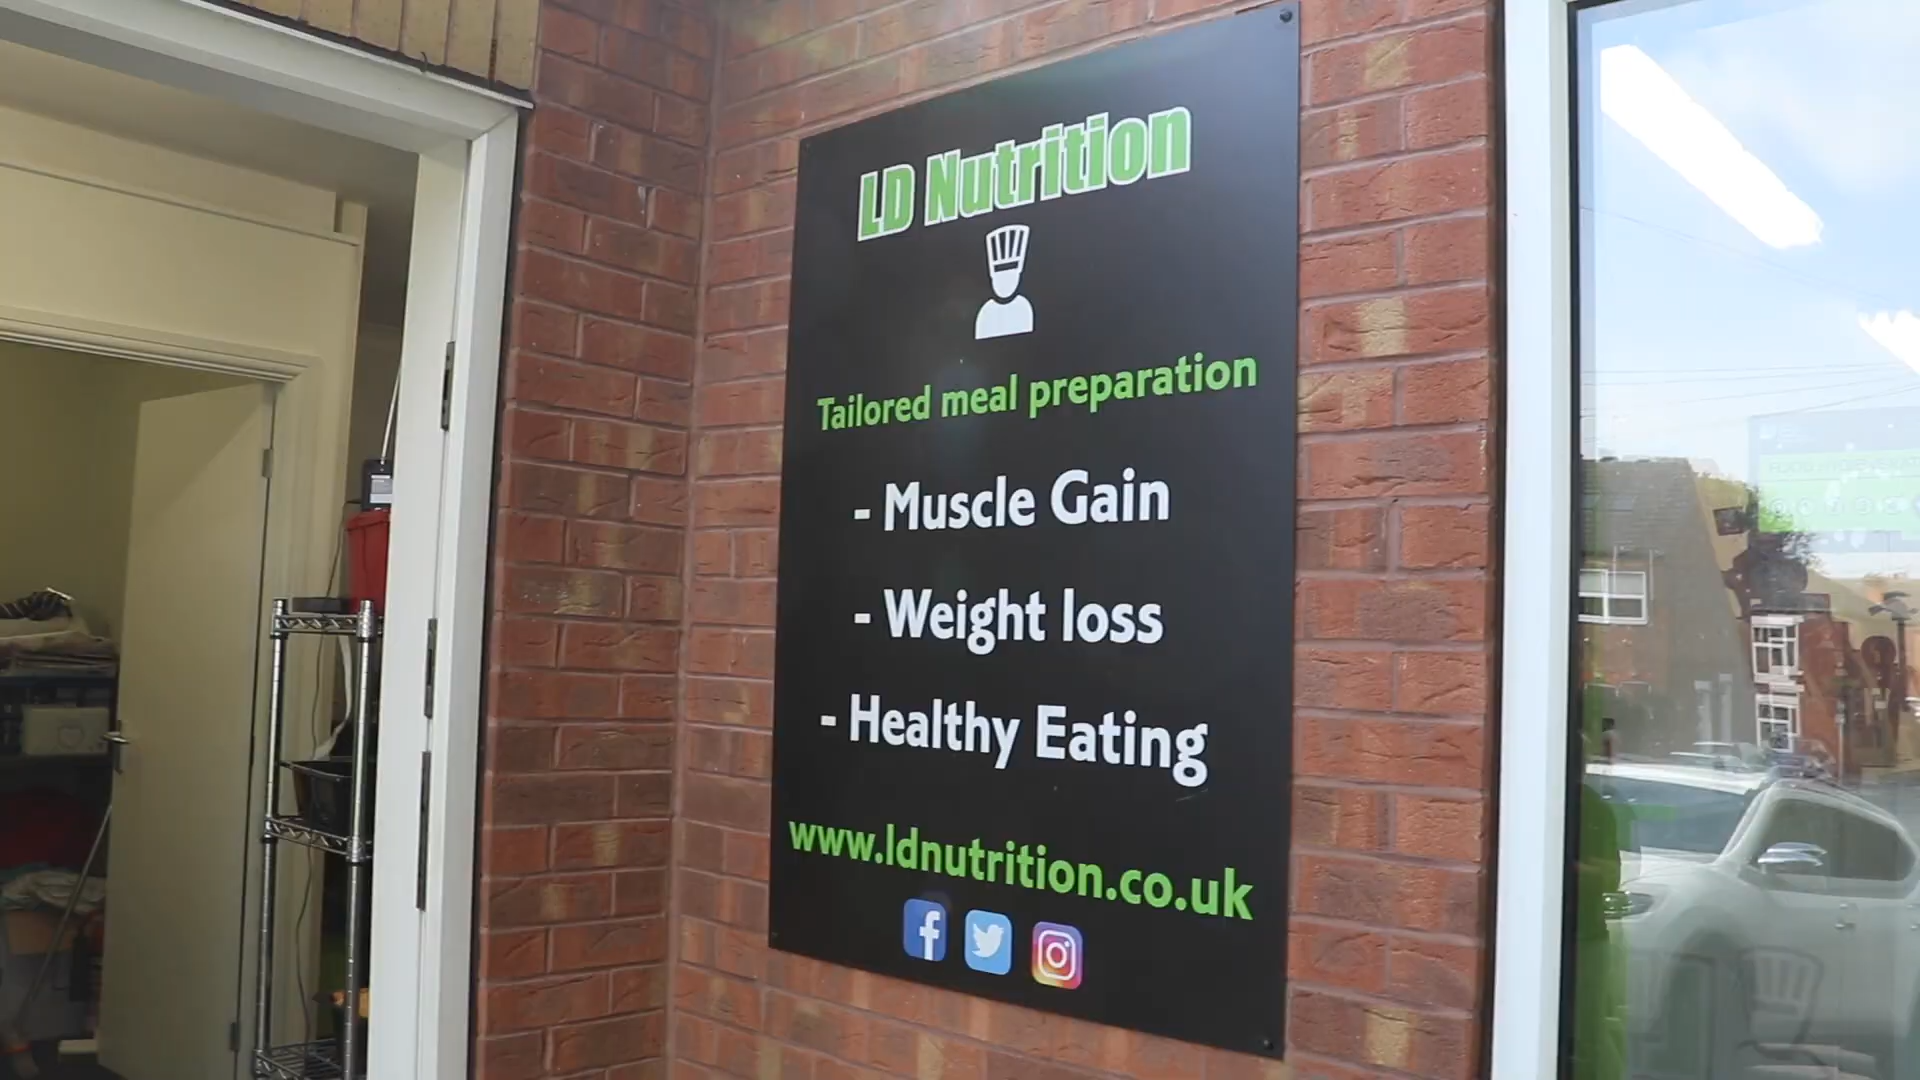 LD Nutrition
Tailored meal preparation
- Muscle Gain
- Weight loss
- Healthy Eating
www.ldnutrition.co.uk